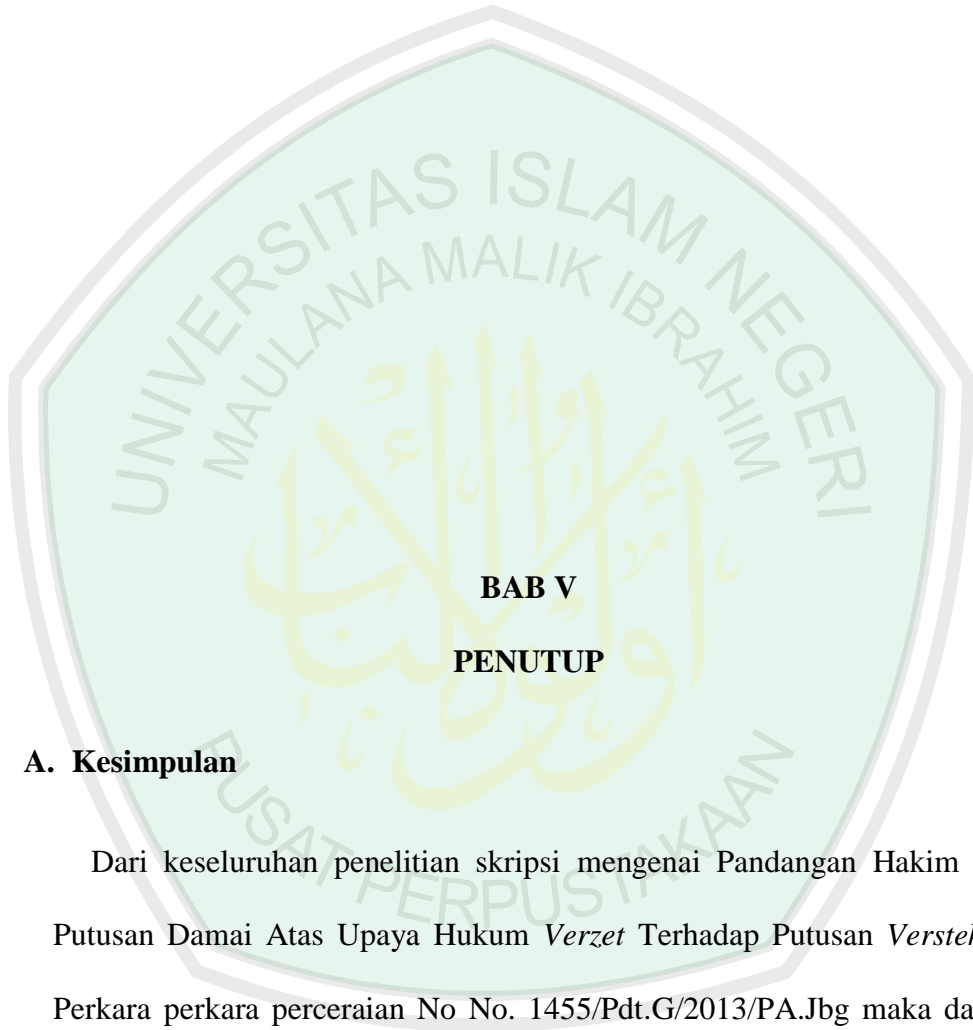 UNIVERSITAS ISLAM NEGERI
MAULANA MALIK IBRAHIM
BAB V
PENUTUP
A. Kesimpulan
Dari keseluruhan penelitian skripsi mengenai Pandangan Hakim
Putusan Damai Atas Upaya Hukum Verzet Terhadap Putusan
Perkara perkara perceraian No No. 1455/Pdt.G/2013/PA.Jbg maka
PUSAT PERPUSTAKAAN